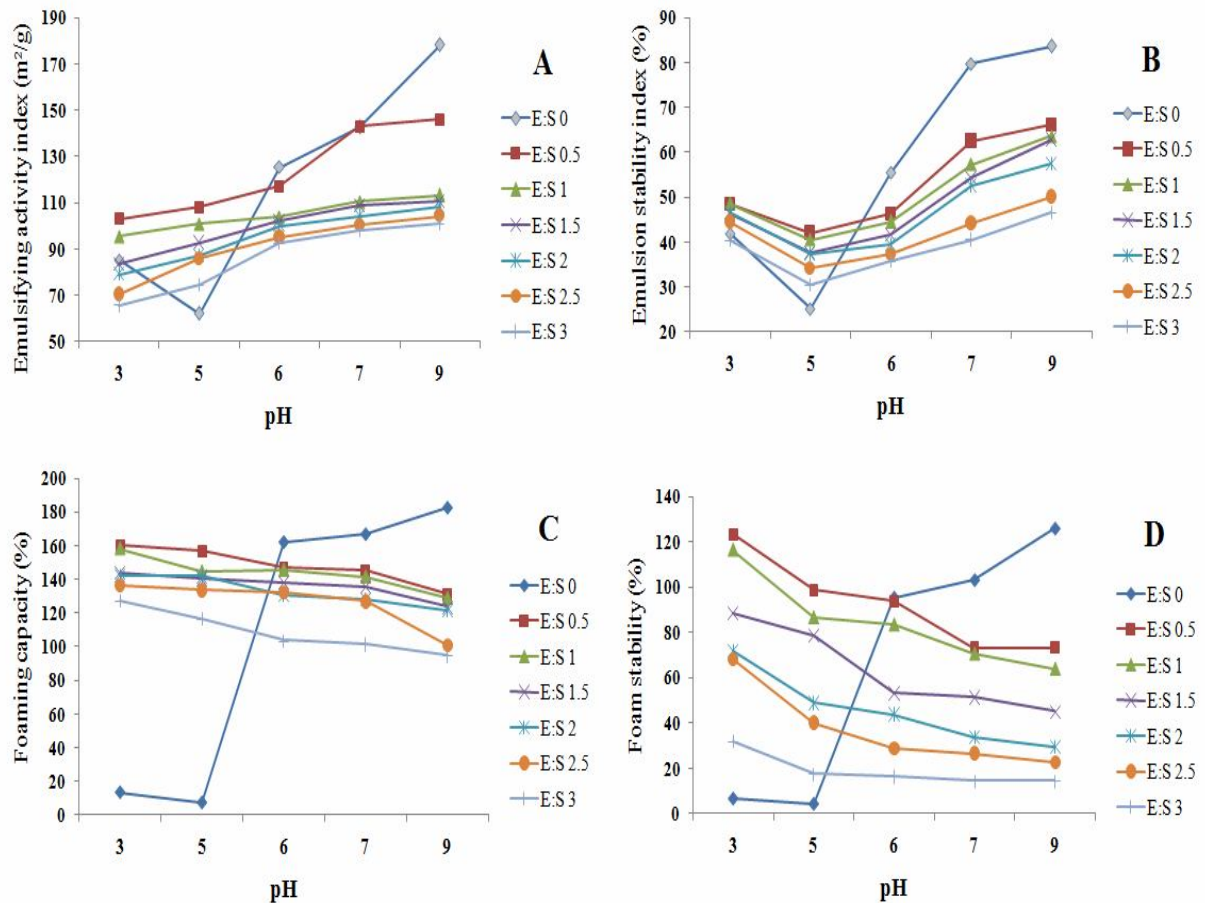 Emulsifying activity index (m²/g)
190
170
150
130
110
90
70
50
3 5 6 7 9
pH
A
E:S 0
E:S 0.5
E:S 1
E:S 1.5
E:S 2
E:S 2.5
E:S 3
Emulsion stability index (%)
90
80
70
60
50
40
30
20
3 5 6 7 9
pH
B
E:S 0
E:S 0.5
E:S 1
E:S 1.5
E:S 2
E:S 2.5
E:S 3
Foaming capacity (%)
200
180
160
140
120
100
80
60
40
20
0
3 5 6 7 9
pH
C
E:S 0
E:S 0.5
E:S 1
E:S 1.5
E:S 2
E:S 2.5
E:S 3
Foam stability (%)
140
120
100
80
60
40
20
0
3 5 6 7 9
pH
D
E:S 0
E:S 0.5
E:S 1
E:S 1.5
E:S 2
E:S 2.5
E:S 3